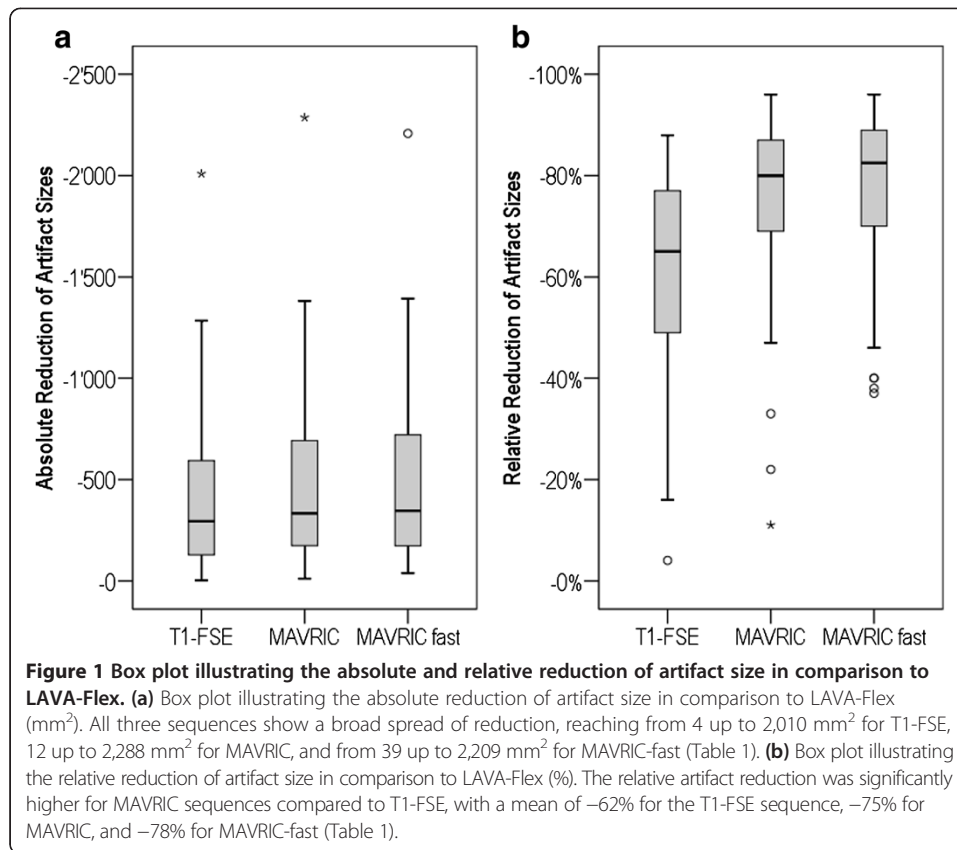 a
b
-2'500
-2'000
-1'500
-1'000
-500
-0
Absolute Reduction of Artifact Sizes
T1-FSE MAVRIC MAVRIC fast
-100%
-80%
-60%
-40%
-20%
-0%
Relative Reduction of Artifact Sizes
T1-FSE MAVRIC MAVRIC fast
Figure 1 Box plot illustrating the absolute and relative reduction of artifact size in comparison to
LAVA-Flex. (a) Box plot illustrating the absolute reduction of artifact size in comparison to LAVA-Flex
(mm²). All three sequences show a broad spread of reduction, reaching from 4 up to 2,010 mm² for T1-FSE,
12 up to 2,288 mm² for MAVRIC, and from 39 up to 2,209 mm² for MAVRIC-fast (Table 1). (b) Box plot illustrating
the relative reduction of artifact size in comparison to LAVA-Flex (%). The relative artifact reduction was significantly
higher for MAVRIC sequences compared to T1-FSE, with a mean of −62% for the T1-FSE sequence, −75% for
MAVRIC, and −78% for MAVRIC-fast (Table 1).